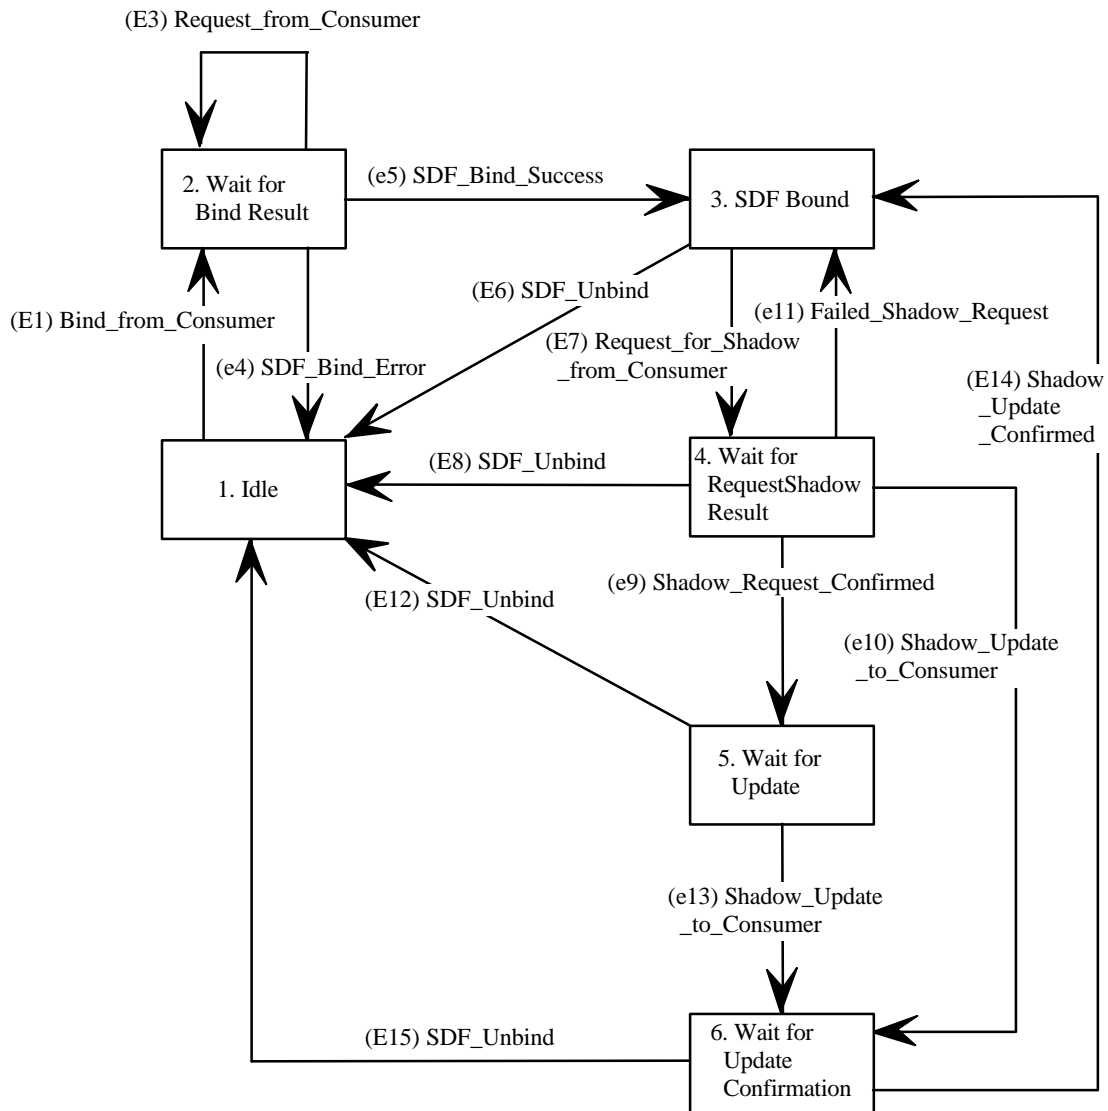 (E3) Request_from_Consumer
2. Wait for
Bind Result
(e5) SDF_Bind_Success
3. SDF Bound
(E6) SDF_Unbind
(E1) Bind_from_Consumer
(e11) Failed_Shadow_Request
(E7) Request_for_Shadow
_from_Consumer
(e4) SDF_Bind_Error
(E14) Shadow
_Update
_Confirmed
1. Idle
(E8) SDF_Unbind
4. Wait for
RequestShadow
Result
(e9) Shadow_Request_Confirmed
(E12) SDF_Unbind
(e10) Shadow_Update
_to_Consumer
5. Wait for
Update
(e13) Shadow_Update
_to_Consumer
(E15) SDF_Unbind
6. Wait for
Update
Confirmation